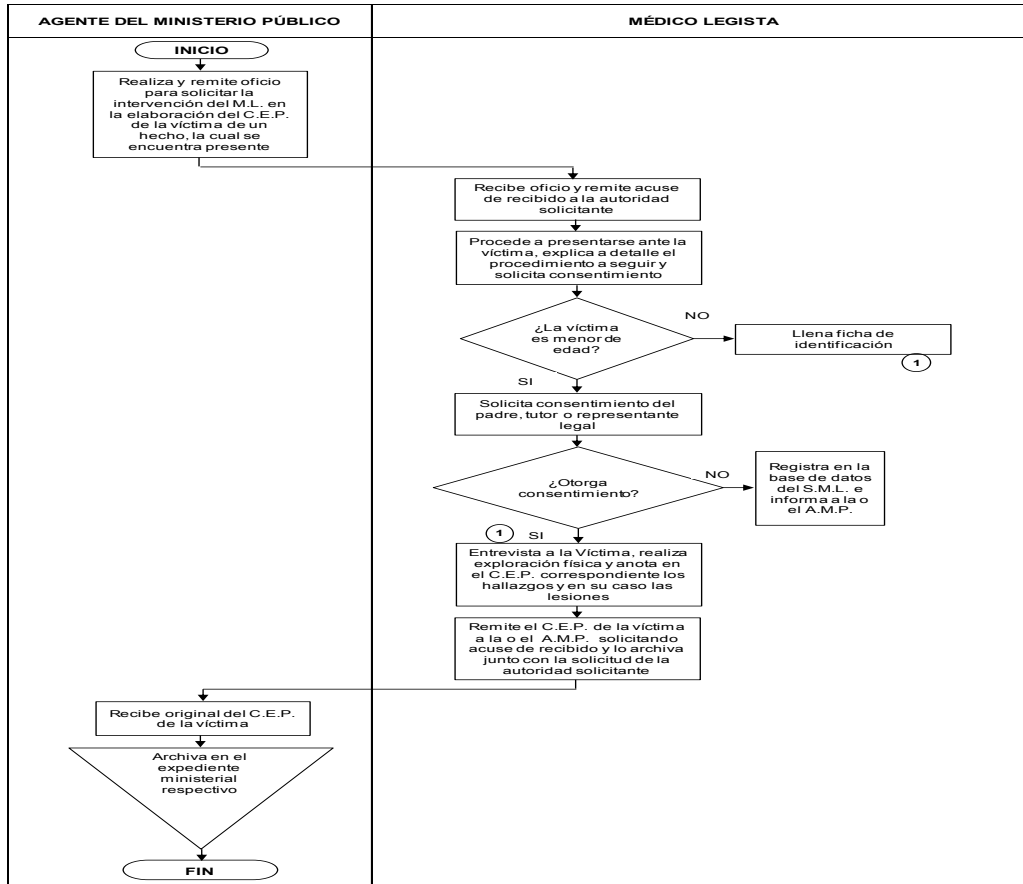 AGENTE DEL MINISTERIO PÚBLICO
MÉDICO LEGISTA
INICIO
Realiza y remite oficio
para solicitar la
intervención del M.L. en
la elaboración del C.E.P.
de la víctima de un
hecho, la cual se
encuentra presente
Recibe oficio y remite acuse
de recibido a la autoridad
solicitante
Procede a presentarse ante la
víctima, explica a detalle el
procedimiento a seguir y
solicita consentimiento
¿La víctima
es menor de
edad?
NO
Llena ficha de
identificación
1
SI
Solicita consentimiento del
padre, tutor o representante
legal
¿Otorga
consentimiento?
NO
Registra en la
base de datos
del S.M.L. e
informa a la o
el A.M.P.
1
SI
Entrevista a la Víctima, realiza
exploración física y anota en
el C.E.P. correspondiente los
hallazgos y en su caso las
lesiones
Remite el C.E.P. de la víctima
a la o el A.M.P. solicitando
acuse de recibido y lo archiva
junto con la solicitud de la
autoridad solicitante
Recibe original del C.E.P.
de la víctima
Archiva en el
expediente
ministerial
respectivo
FIN